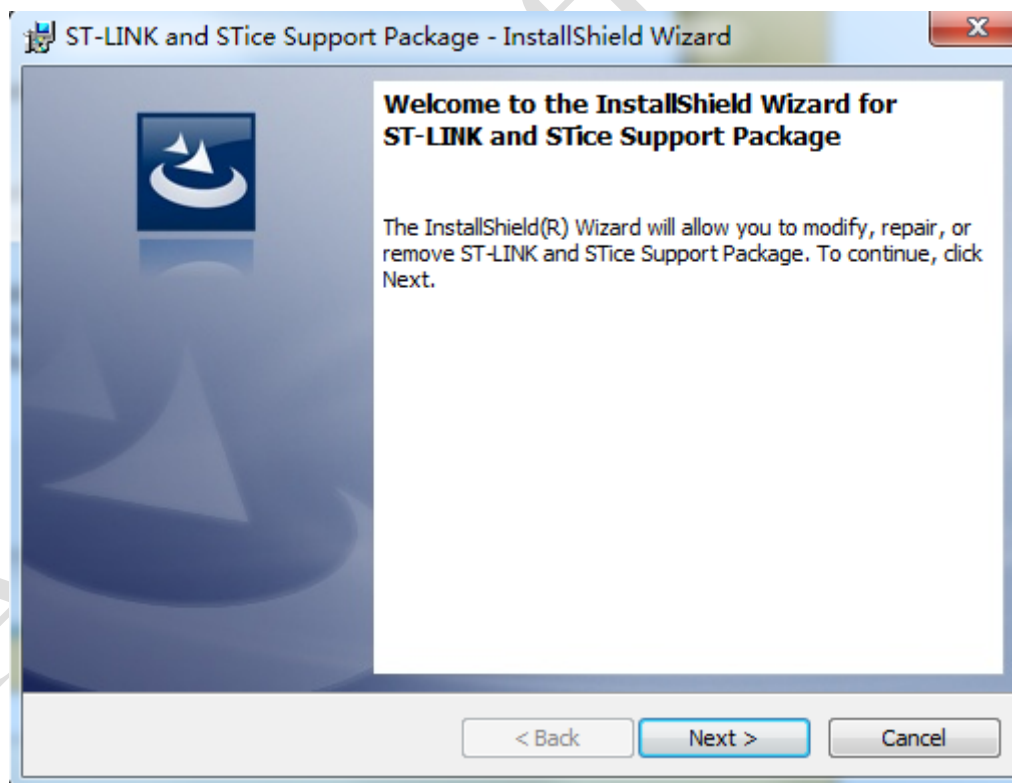 ST-LINK and STice Support Package - InstallShield Wizard
Welcome to the InstallShield Wizard for
ST-LINK and STice Support Package
The InstallShield(R) Wizard will allow you to modify, repair, or
remove ST-LINK and STice Support Package. To continue, click
Next.
< Back
Next >
Cancel